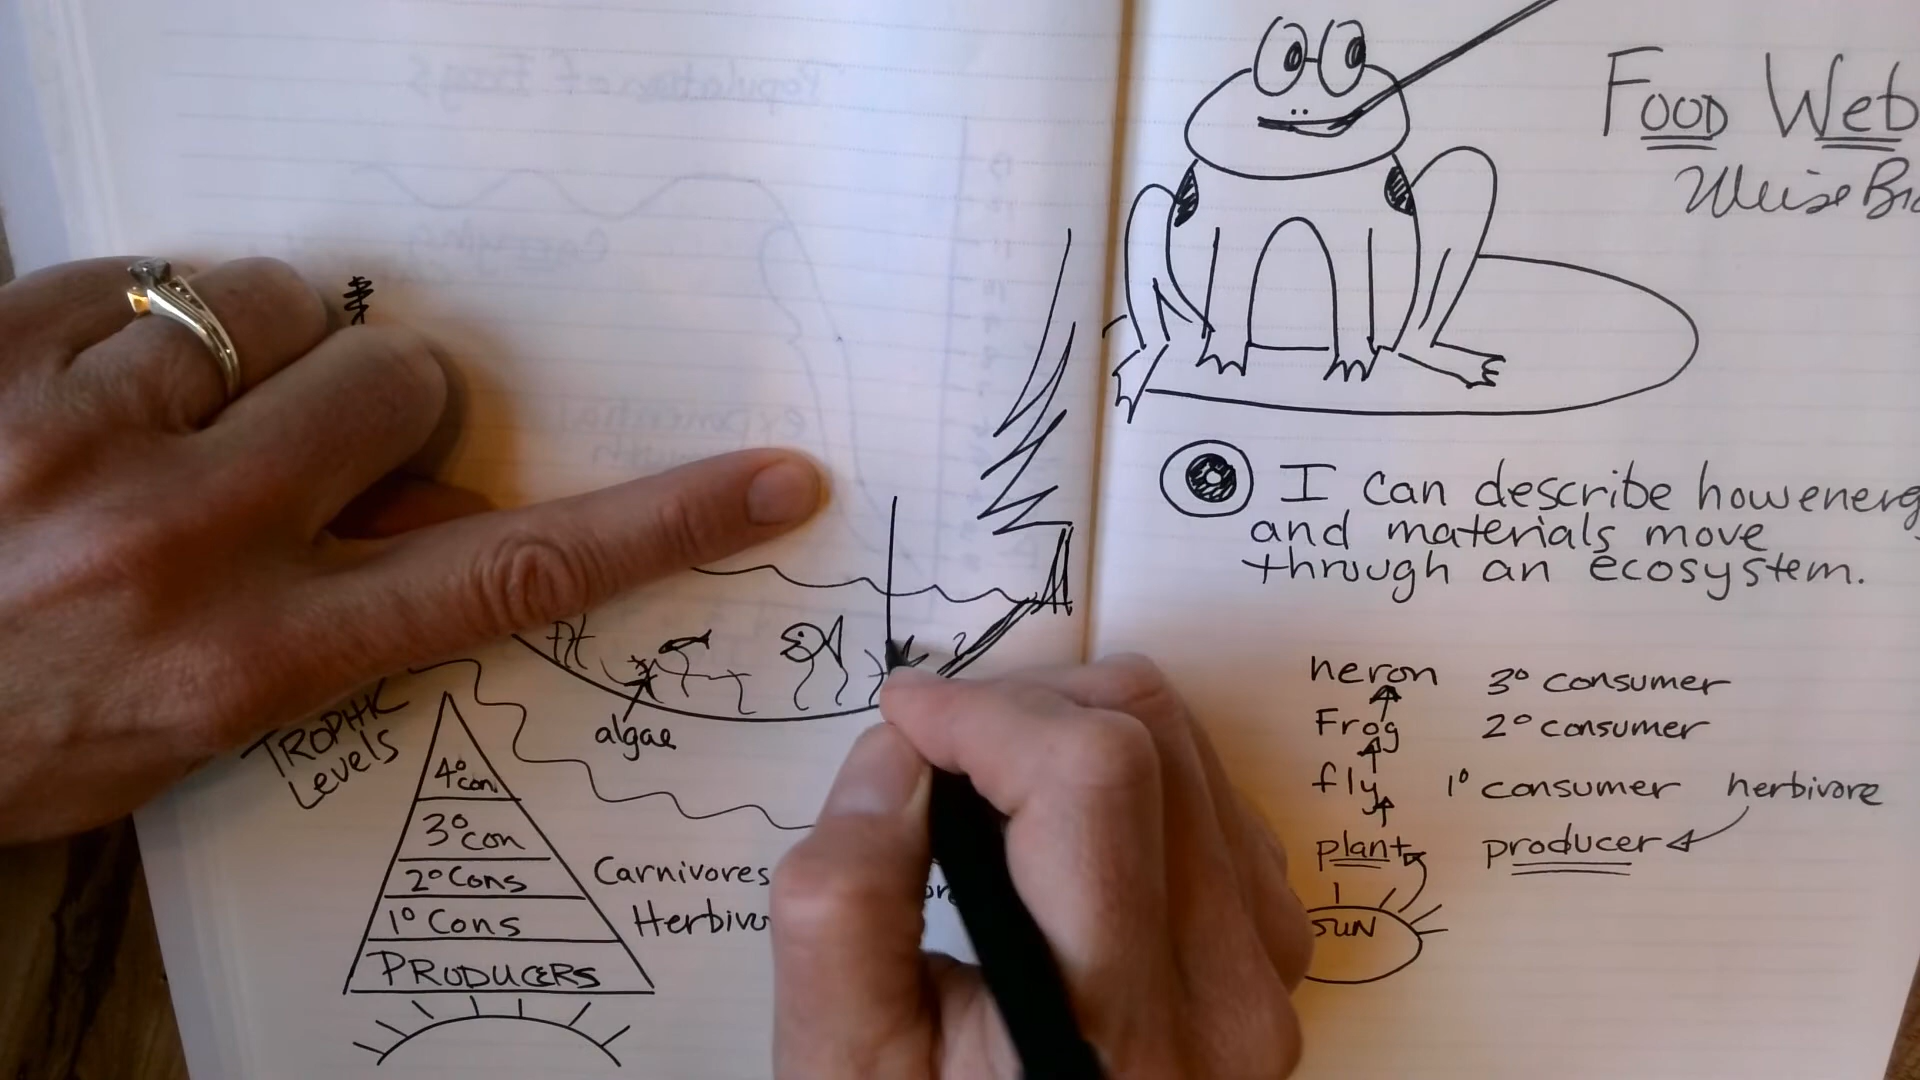 Food Web
I can describe how energ
and materials move
through an ecosystem.
algae
TROPHIC
Levels
4° con.
3° con
2° Cons
1° Cons
PRODUCERS
Carnivores
Herbivo
heron 3° consumer
Frog 2° consumer
fly 1° consumer herbivore
plant producer
SUN